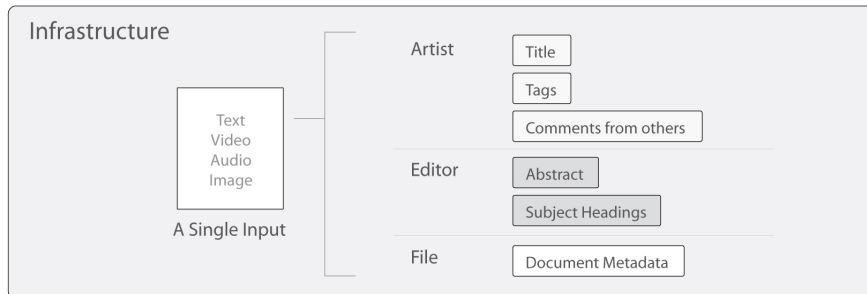 Infrastructure
Text
Video
Audio
Image
A Single Input
Artist
Title
Tags
Comments from others
Editor
Abstract
Subject Headings
File
Document Metadata